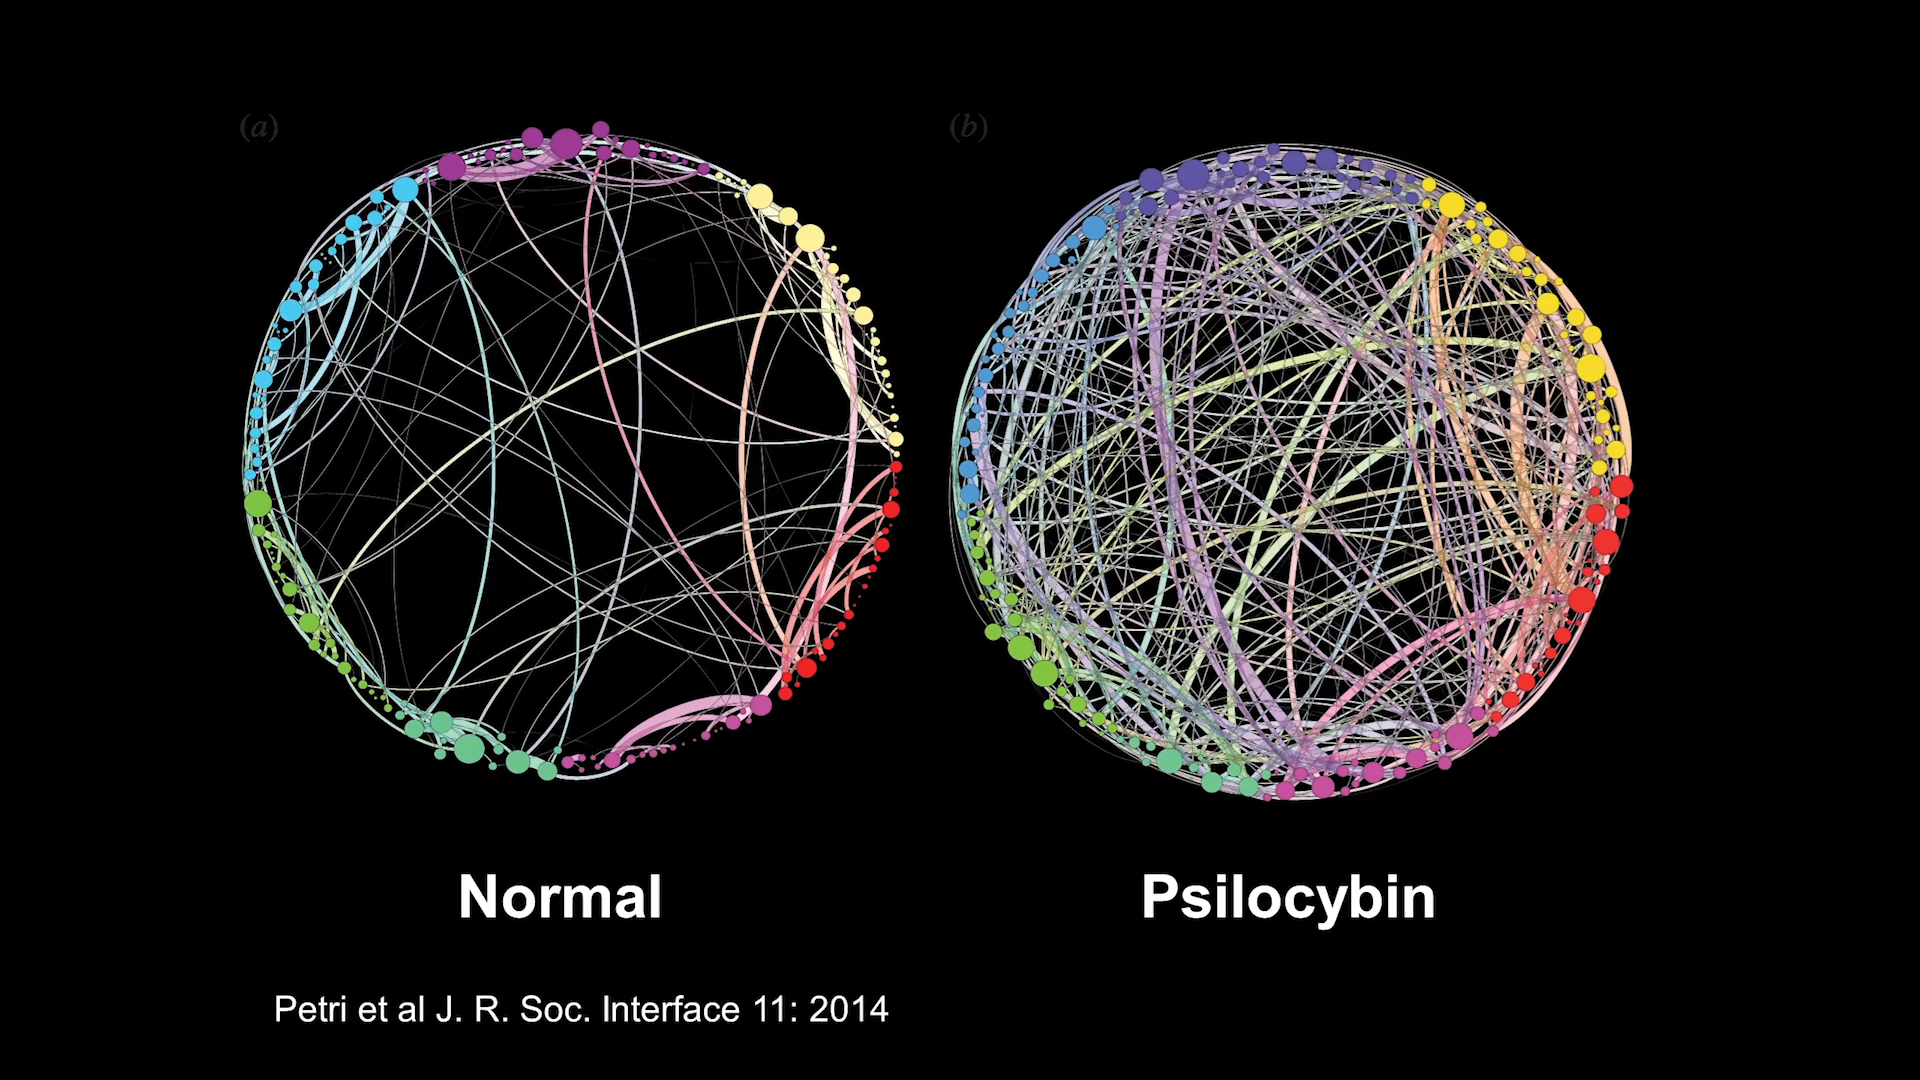 (a)
(b)
Normal
Psilocybin
Petri et al J. R. Soc. Interface 11: 2014